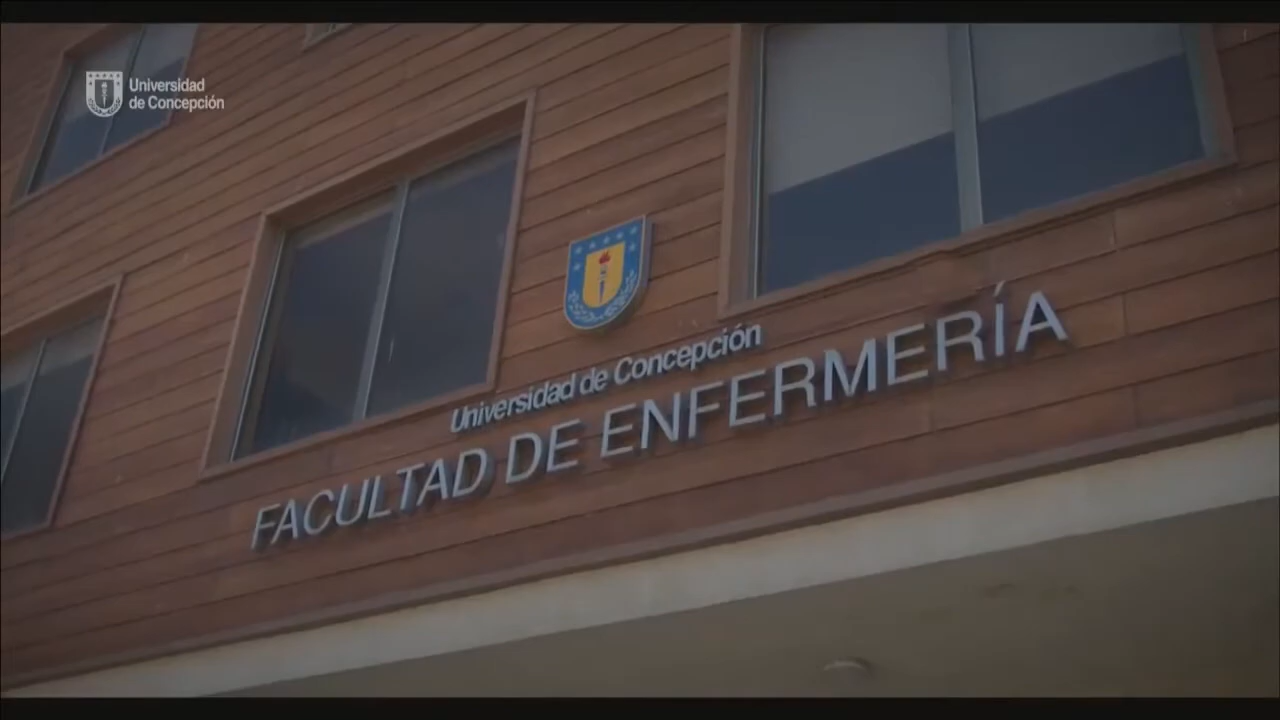 Universidad
de Concepción
Universidad de Concepción
FACULTAD DE ENFERMERÍA